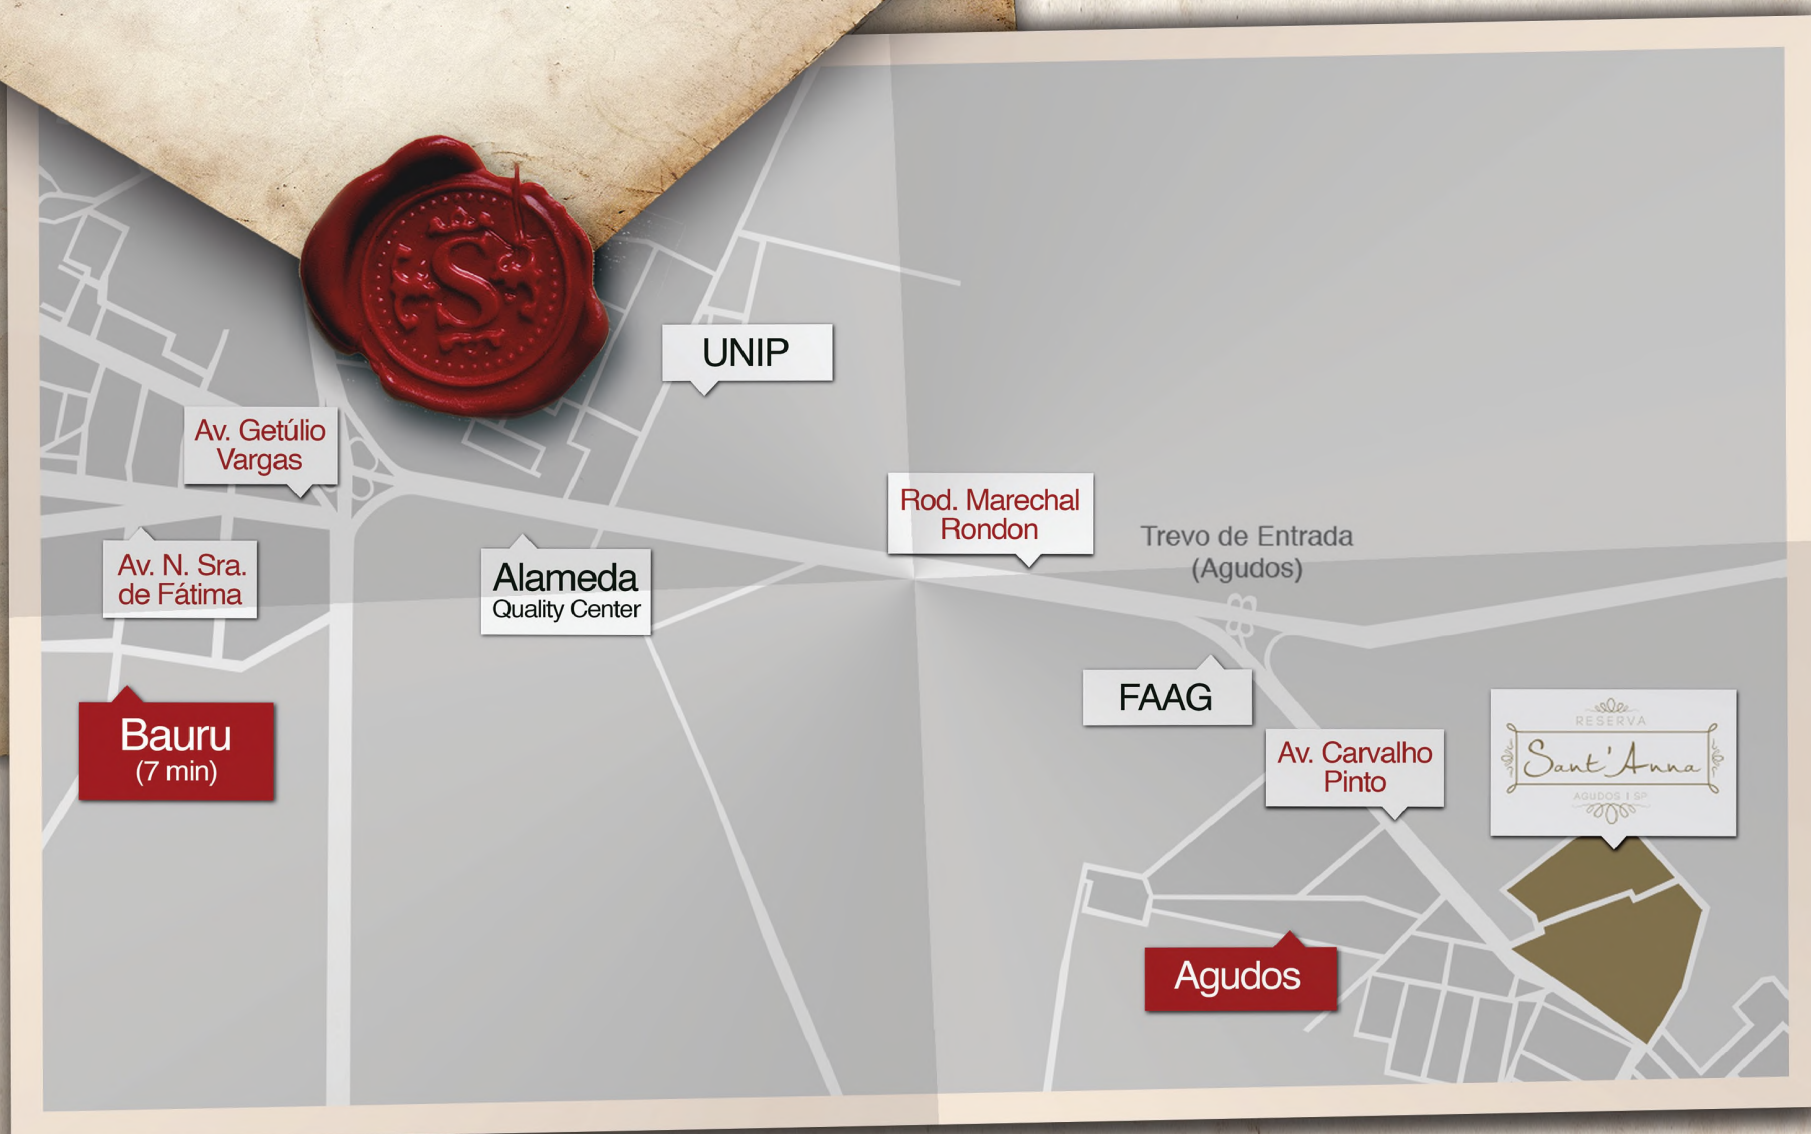 S
UNIP
Av. Getúlio
Vargas
Rod. Marechal
Rondon
Trevo de Entrada
(Agudos)
Av. N. Sra.
de Fátima
Alameda
Quality Center
FAAG
Bauru
(7 min)
Av. Carvalho
Pinto
RESERVA
Sant'Anna
AGUDOS | SP
Agudos